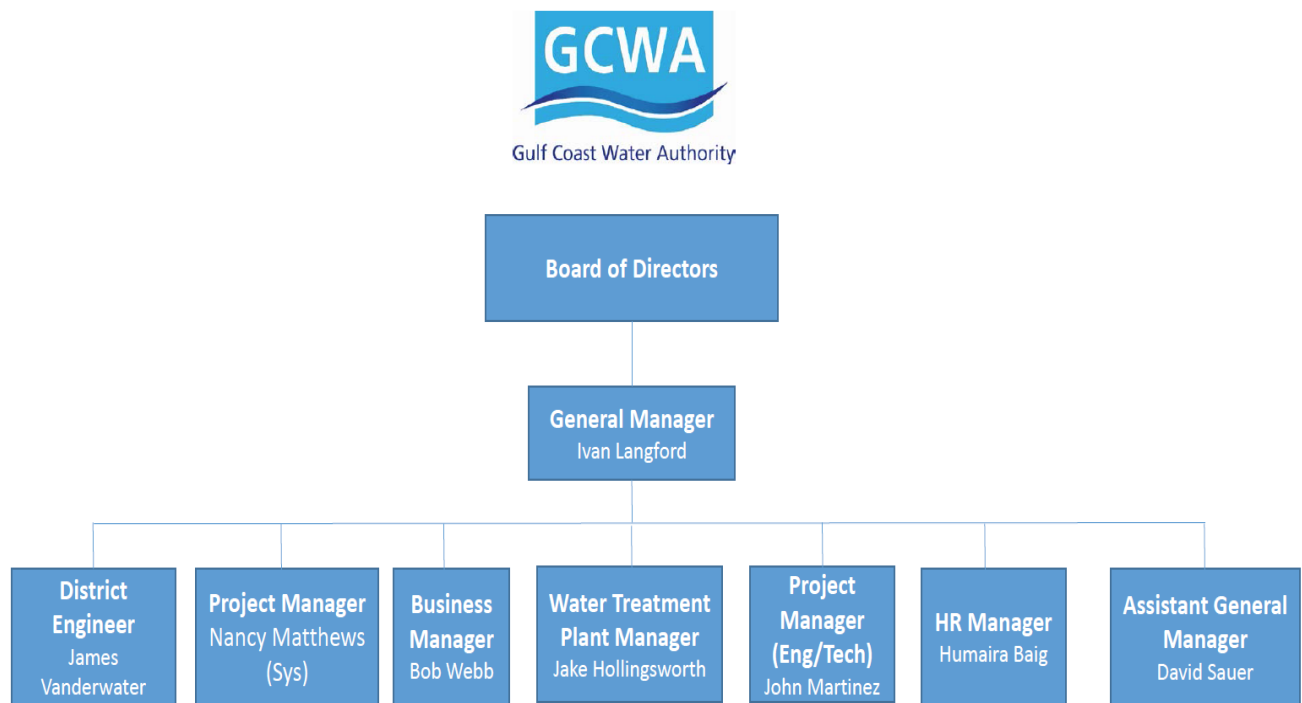 GCWA
Gulf Coast Water Authority
Board of Directors
General Manager
Ivan Langford
District
Engineer
James
Vanderwater
Project Manager
Nancy Matthews
(Sys)
Business
Manager
Bob Webb
Water Treatment
Plant Manager
Jake Hollingsworth
Project
Manager
(Eng/Tech)
John Martinez
HR Manager
Humaira Baig
Assistant General
Manager
David Sauer